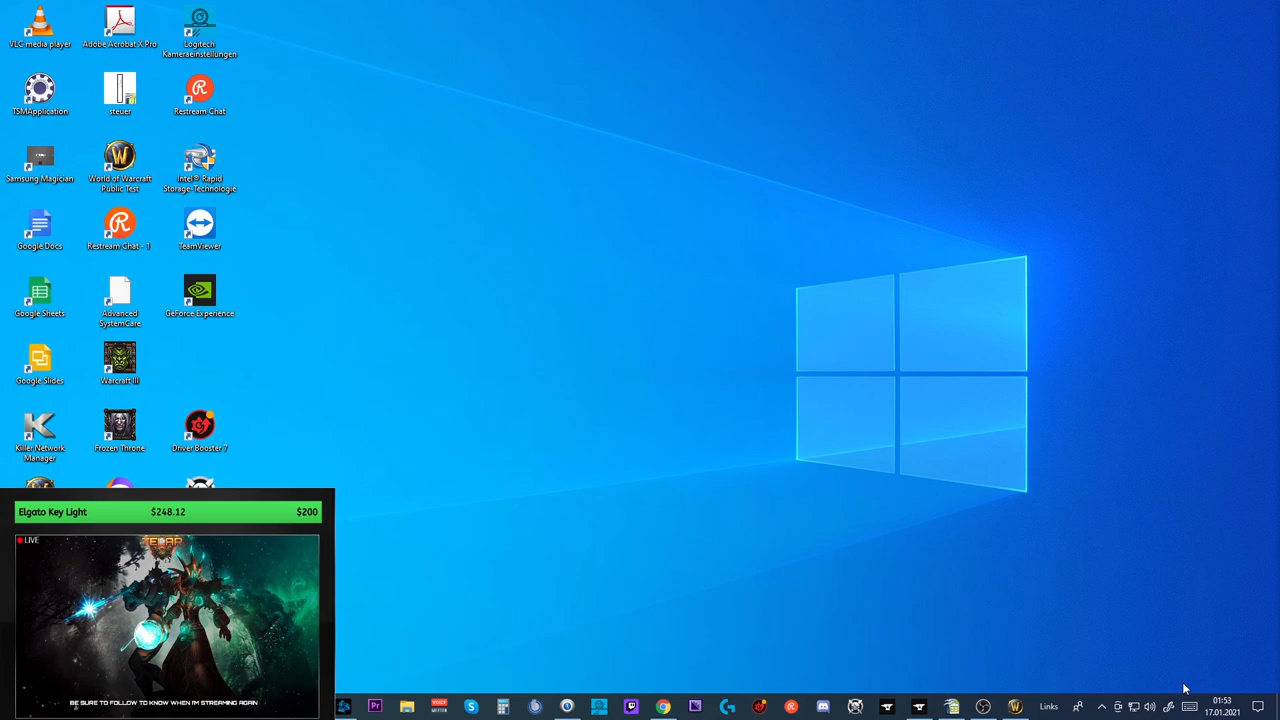 VLC media player
Adobe Acrobat X Pro
Logitech
Kameraeinstellungen
TSMApplication
steuer
Restream Chat
Samsung Magician
World of Warcraft
Public Test
Intel® Rapid
Storage-Technologie
Google Docs
Restream Chat - 1
TeamViewer
Google Sheets
Advanced
SystemCare
GeForce Experience
Google Slides
Warcraft III
Killer Network
Manager
Frozen Throne
Driver Booster 7
Elgato Key Light
$248.12
$200
LIVE
BE SURE TO FOLLOW TO KNOW WHEN I'M STREAMING AGAIN
Links
01:53
17.01.2021